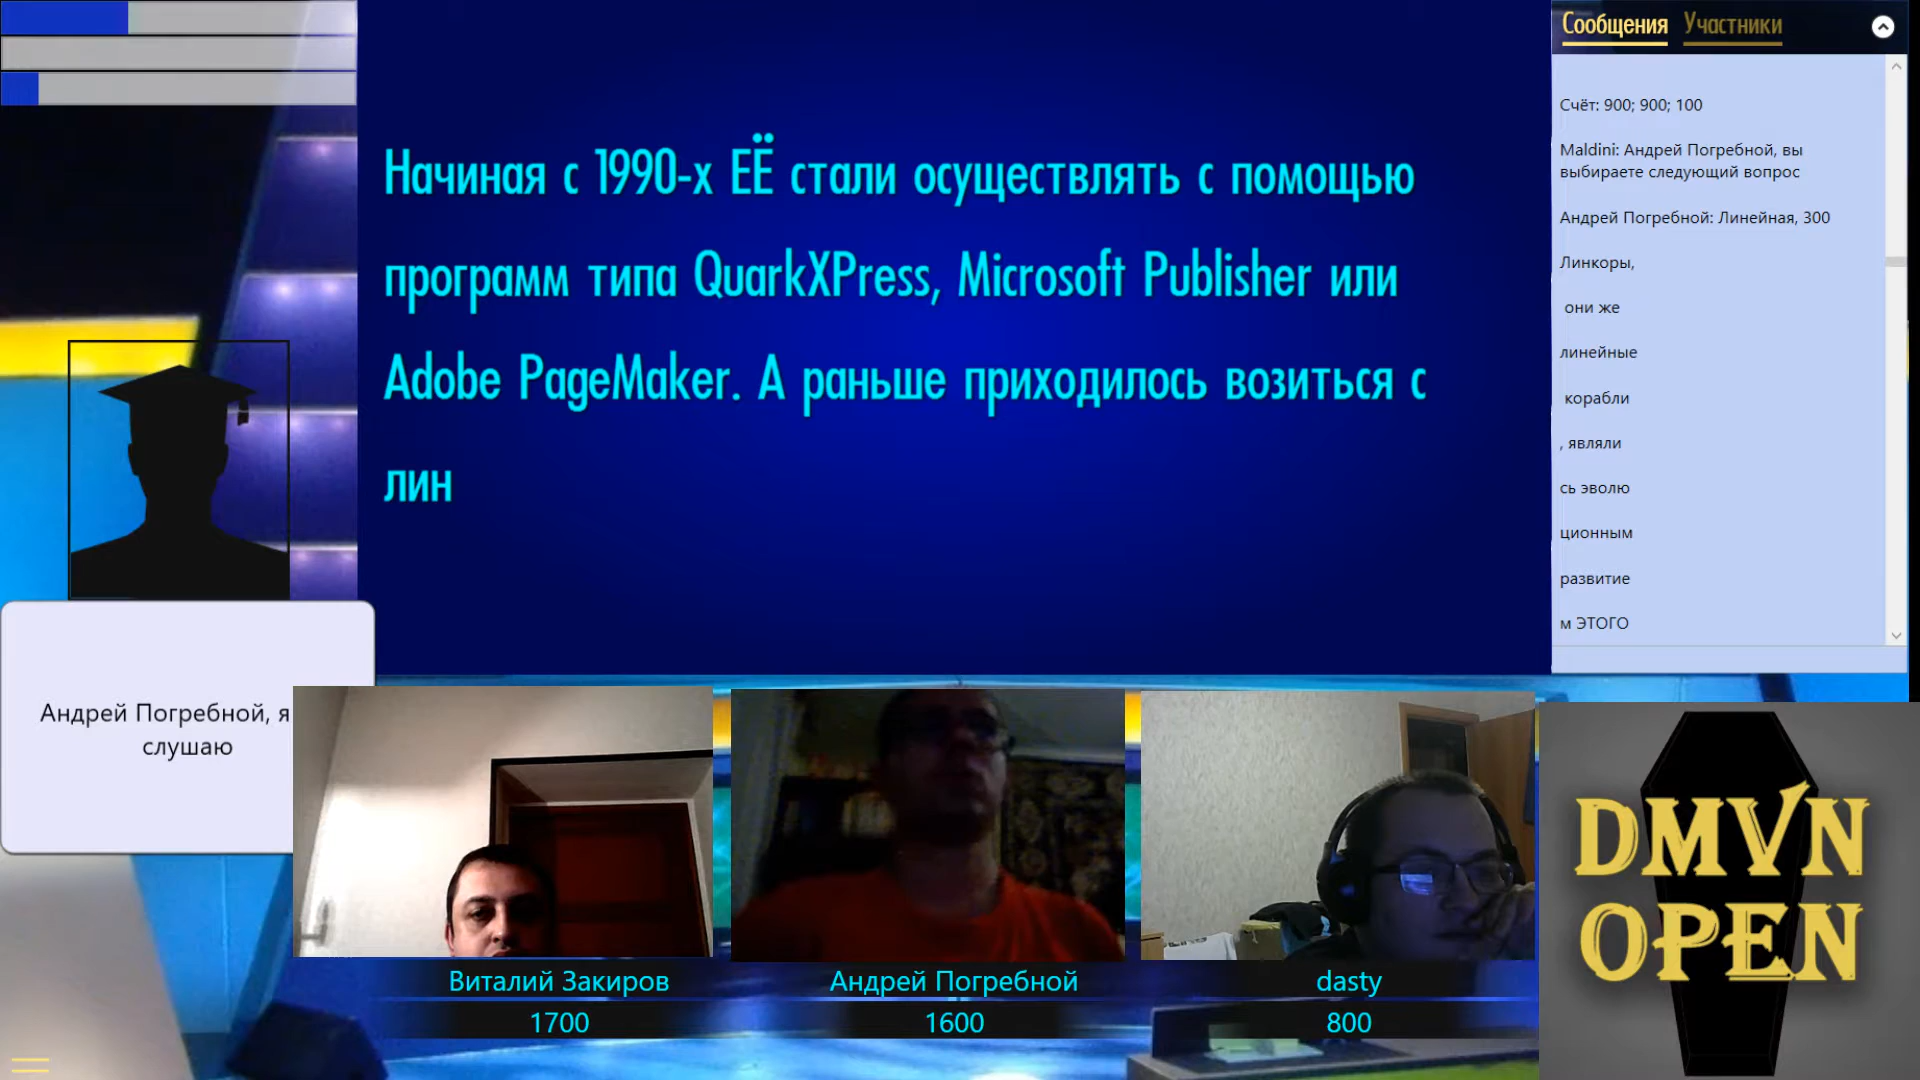 Начиная с 1990-х ЕЁ стали осуществлять с помощью
программ типа QuarkXPress, Microsoft Publisher или
Adobe PageMaker. А раньше приходилось возиться с
лин
Сообщения Участники
Счёт: 900; 900; 100
Maldini: Андрей Погребной, вы
выбираете следующий вопрос
Андрей Погребной: Линейная, 300
Линкоры,
они же
линейные
корабли
, являли
сь эволю
ционным
развитие
м ЭТОГО
Андрей Погребной, я
слушаю
Виталий Закиров
1700
Андрей Погребной
1600
dasty
800
DMVN
OPEN